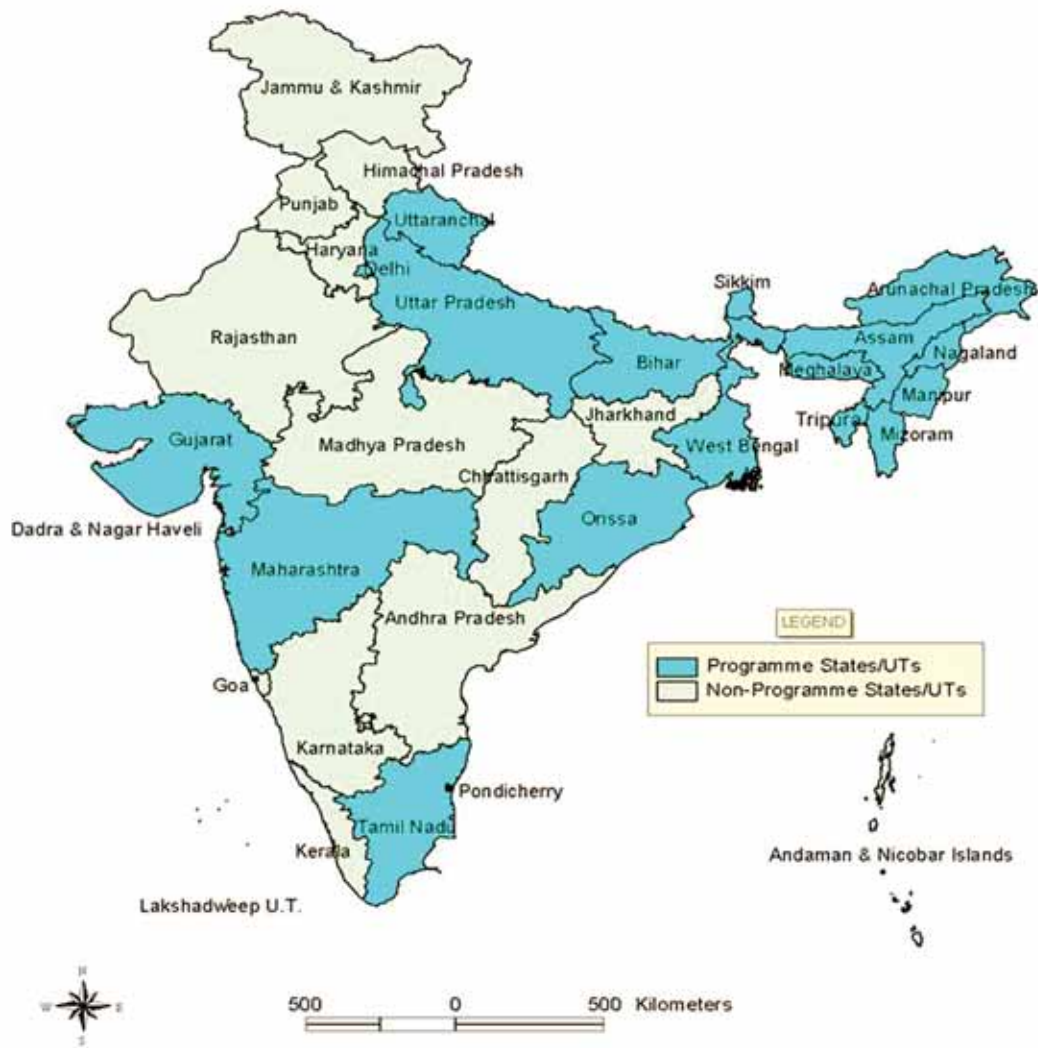 Jammu & Kashmir
Himachal Pradesh
Punjab
Uttaranchal
Haryana
Delhi
Sikkim
Arunachal Pradesh
Uttar Pradesh
Rajasthan
Assam
Nagaland
Bihar
Meghalaya
Manipur
Jharkhand
Tripura
Mizoram
Gujarat
Madhya Pradesh
West Bengal
Chhattisgarh
Orissa
Dadra & Nagar Haveli
Maharashtra
Andhra Pradesh
LEGEND
Programme States/UTs
Non-Programme States/UTs
Goa
Karnataka
Pondicherry
Tamil Nadu
Kerala
Andaman & Nicobar Islands
Lakshadweep U.T.
N
W E
S
500 0 500 Kilometers